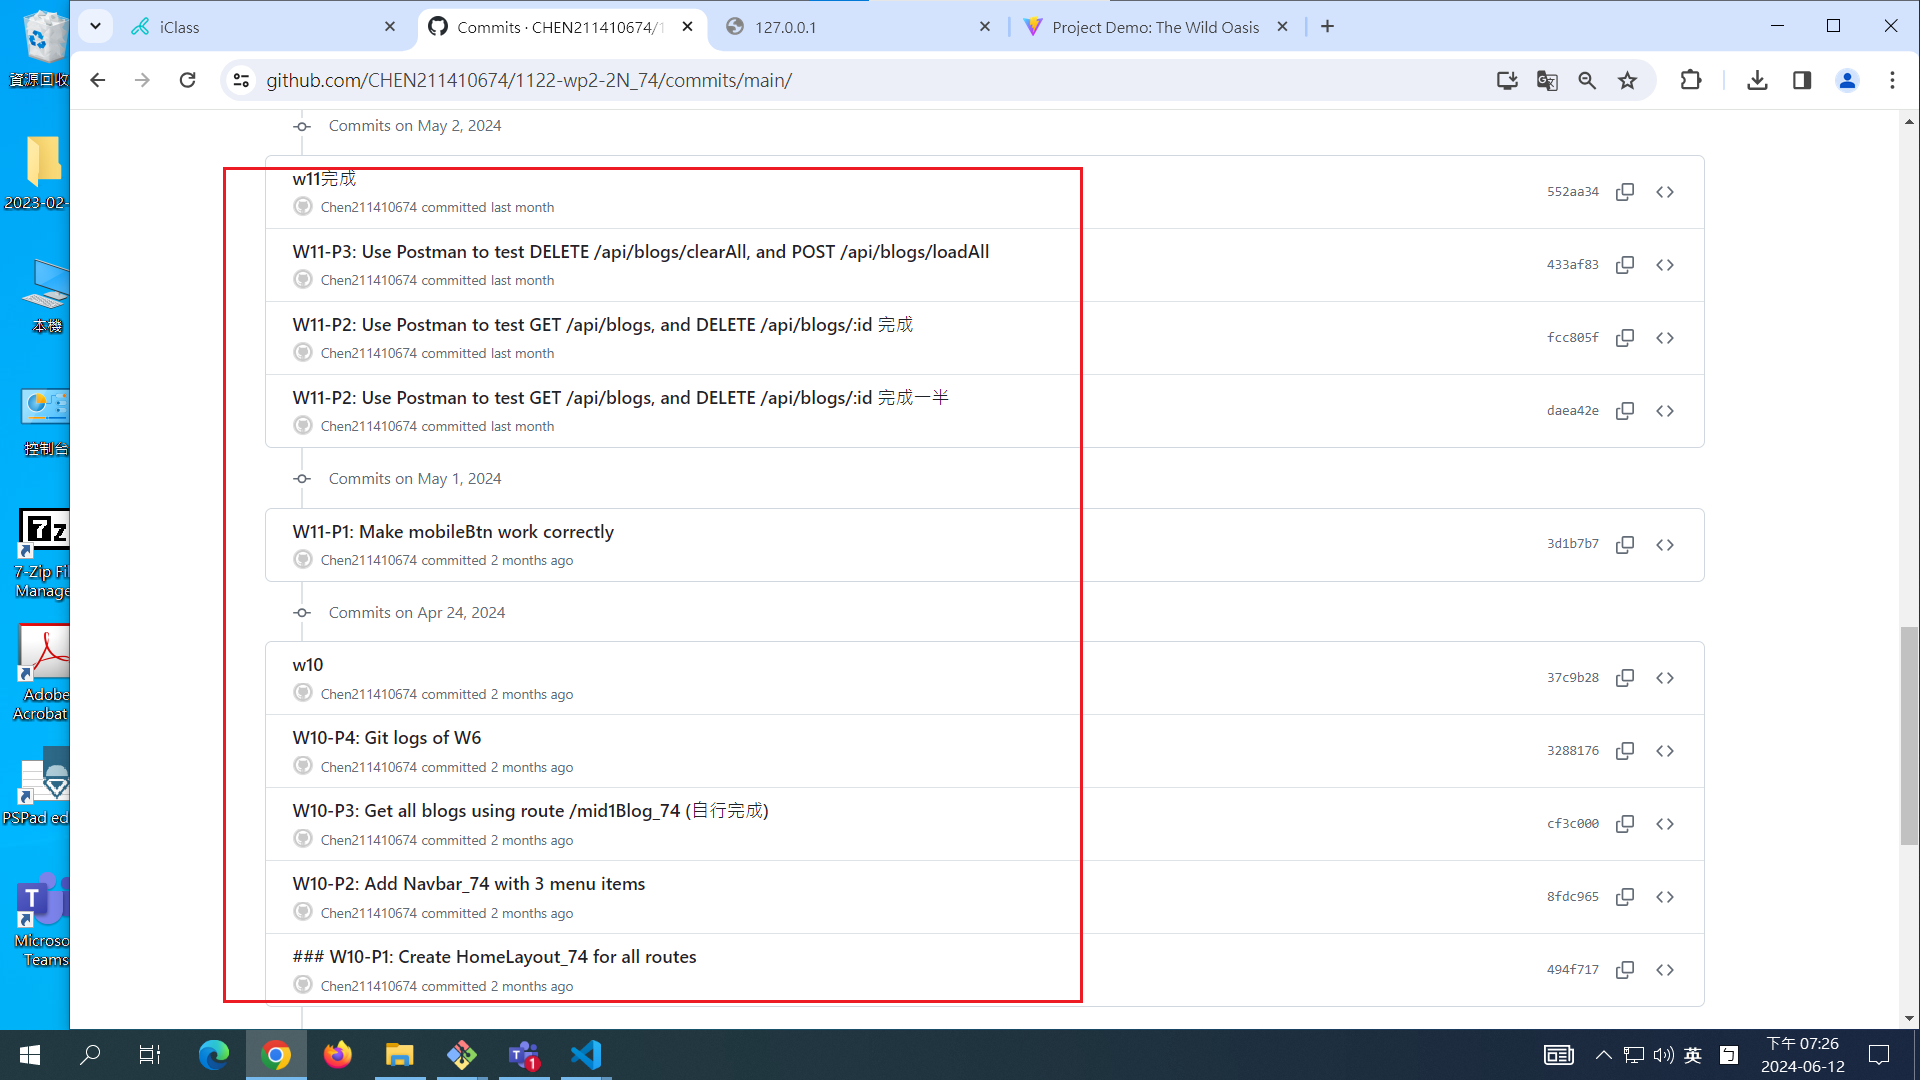 iClass
Commits · CHEN211410674/1
127.0.0.1
Project Demo: The Wild Oasis
github.com/CHEN211410674/1122-wp2-2N_74/commits/main/
資源回收
2023-02-
本機
控制台
7z
7-Zip Fi
Manage
Adobe
Acrobat
PSPad ed
T
Microso
Teams
Commits on May 2, 2024
w11完成
Chen211410674 committed last month
552aa34
W11-P3: Use Postman to test DELETE /api/blogs/clearAll, and POST /api/blogs/loadAll
Chen211410674 committed last month
433af83
W11-P2: Use Postman to test GET /api/blogs, and DELETE /api/blogs/:id 完成
Chen211410674 committed last month
fcc805f
W11-P2: Use Postman to test GET /api/blogs, and DELETE /api/blogs/:id 完成一半
Chen211410674 committed last month
daea42e
Commits on May 1, 2024
W11-P1: Make mobileBtn work correctly
Chen211410674 committed 2 months ago
3d1b7b7
Commits on Apr 24, 2024
w10
Chen211410674 committed 2 months ago
37c9b28
W10-P4: Git logs of W6
Chen211410674 committed 2 months ago
3288176
W10-P3: Get all blogs using route /mid1Blog_74 (自行完成)
Chen211410674 committed 2 months ago
cf3c000
W10-P2: Add Navbar_74 with 3 menu items
Chen211410674 committed 2 months ago
8fdc965
### W10-P1: Create HomeLayout_74 for all routes
Chen211410674 committed 2 months ago
494f717
1
英
ㄅ
下午 07:26
2024-06-12